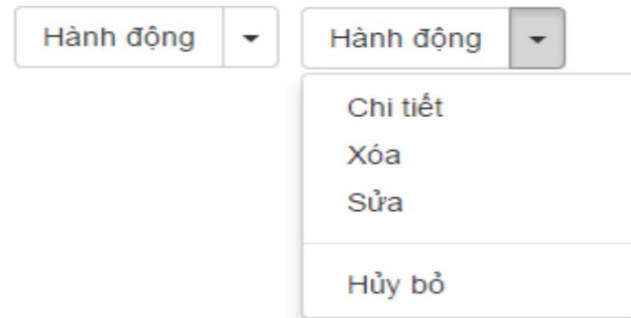 Hành động Hành động
Chi tiết
Xóa
Sửa
Hủy bỏ